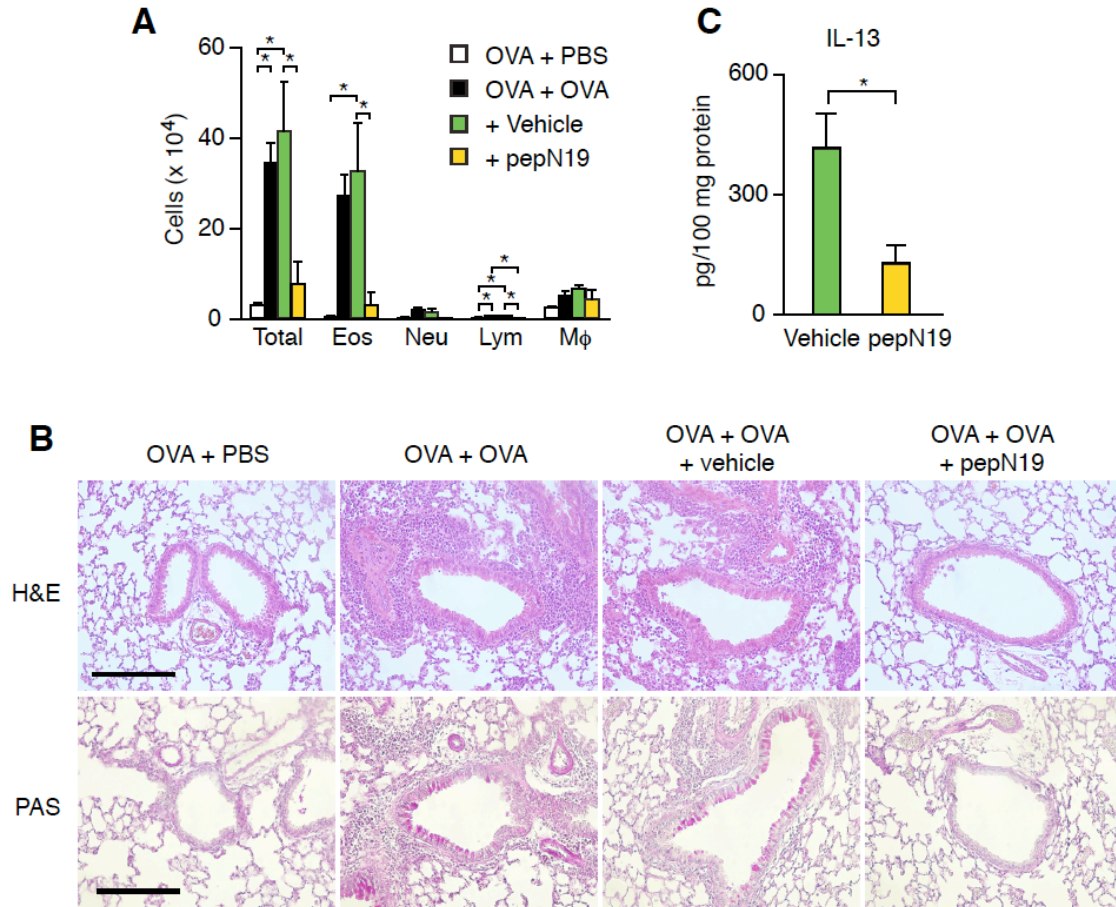 A
Cells (x 10⁴)
60
40
20
0
* * * *
* *
* * * *
Total Eos Neu Lym Mϕ
OVA + PBS
OVA + OVA
+ Vehicle
+ pepN19
C
IL-13
pg/100 mg protein
600
300
0
*
Vehicle pepN19
B
OVA + PBS
OVA + OVA
OVA + OVA
+ vehicle
OVA + OVA
+ pepN19
H&E
PAS